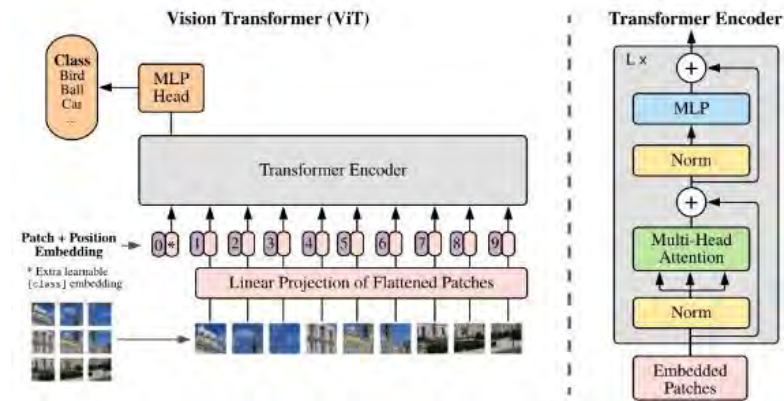 Vision Transformer (ViT)
Class
Bird
Ball
Car
...
MLP
Head
Transformer Encoder
Patch + Position
Embedding
0 * 1 2 3 4 5 6 7 8 9
* Extra learnable
[class] embedding
Linear Projection of Flattened Patches
Transformer Encoder
L x
+
MLP
Norm
+
Multi-Head
Attention
Norm
Embedded
Patches